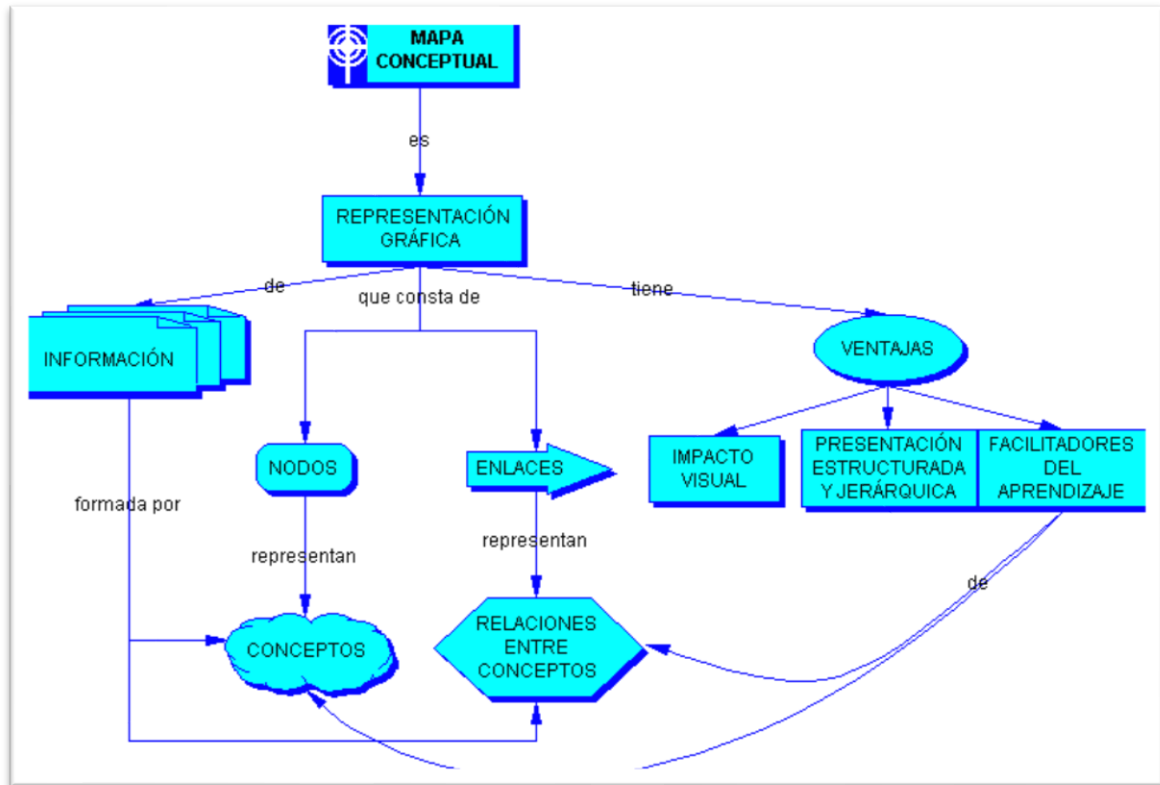 MAPA
CONCEPTUAL
es
REPRESENTACIÓN
GRÁFICA
de
que consta de
tiene
INFORMACIÓN
VENTAJAS
NODOS
ENLACES
IMPACTO
VISUAL
PRESENTACIÓN
ESTRUCTURADA
Y JERÁRQUICA
FACILITADORES
DEL
APRENDIZAJE
formada por
representan
representan
de
CONCEPTOS
RELACIONES
ENTRE
CONCEPTOS